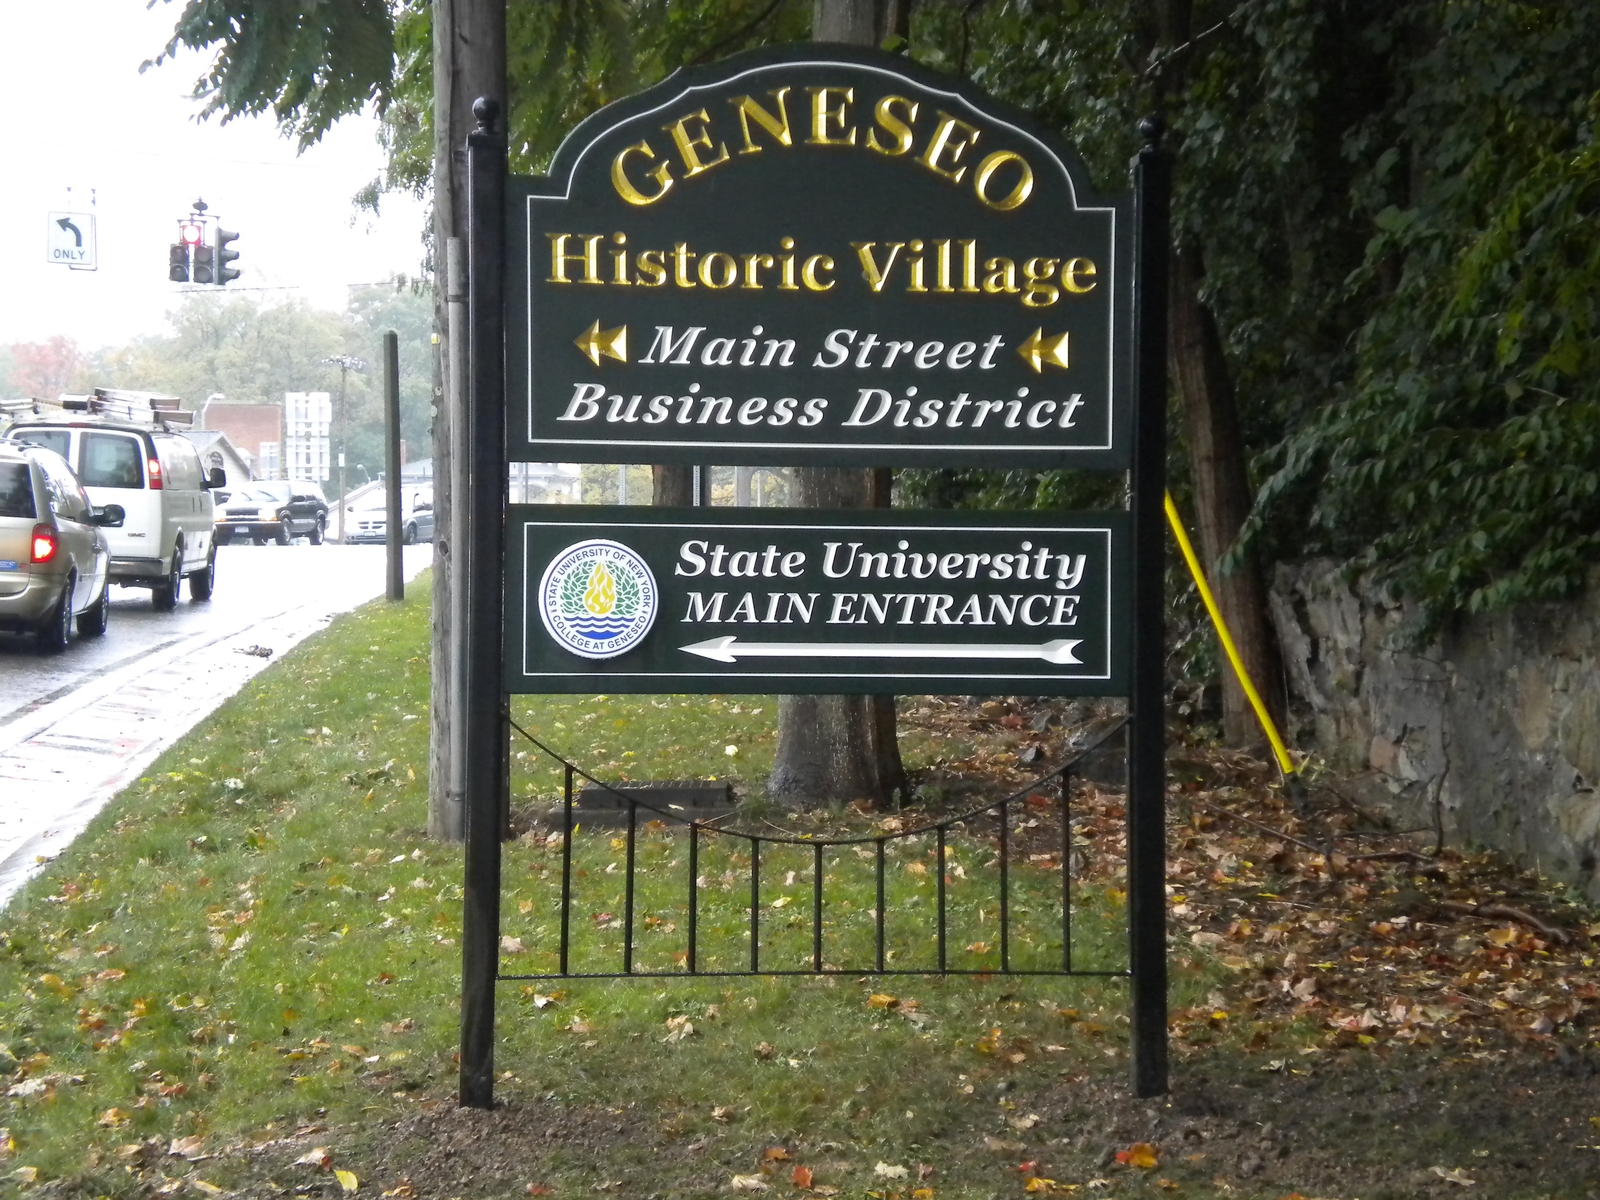 GENESEO
Historic Village
Main Street
Business District
State University
MAIN ENTRANCE
STATE UNIVERSITY OF NEW YORK
COLLEGE AT GENESEO
ONLY
GMC